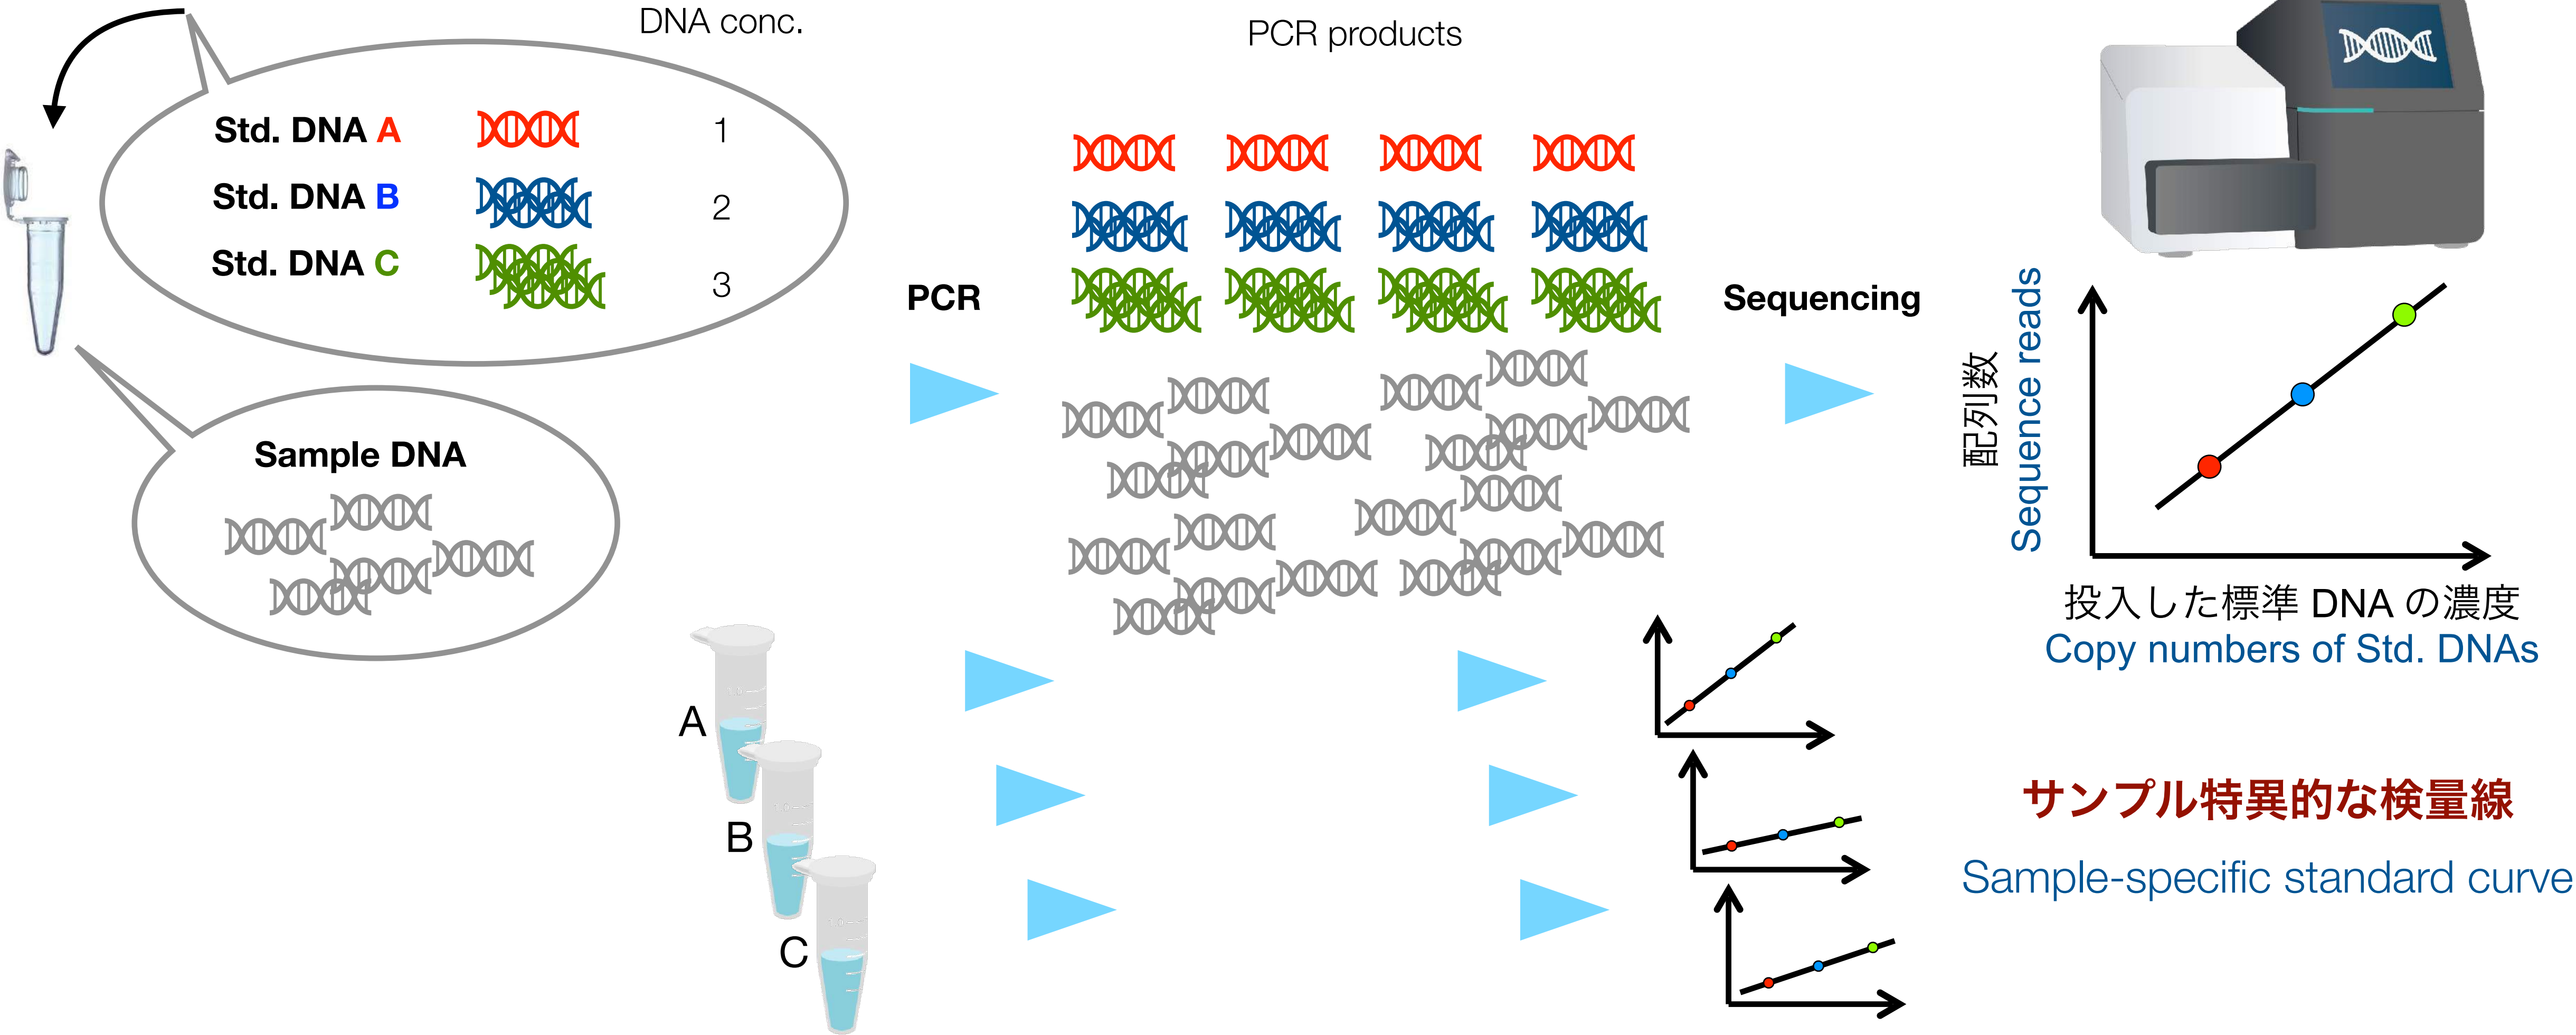 DNA conc.
PCR products
Std. DNA A
1
Std. DNA B
2
Std. DNA C
3
PCR
Sequencing
Sample DNA
配列数
Sequence reads
投入した標準 DNA の濃度
Copy numbers of Std. DNAs
A
B
C
サンプル特異的な検量線
Sample-specific standard curve